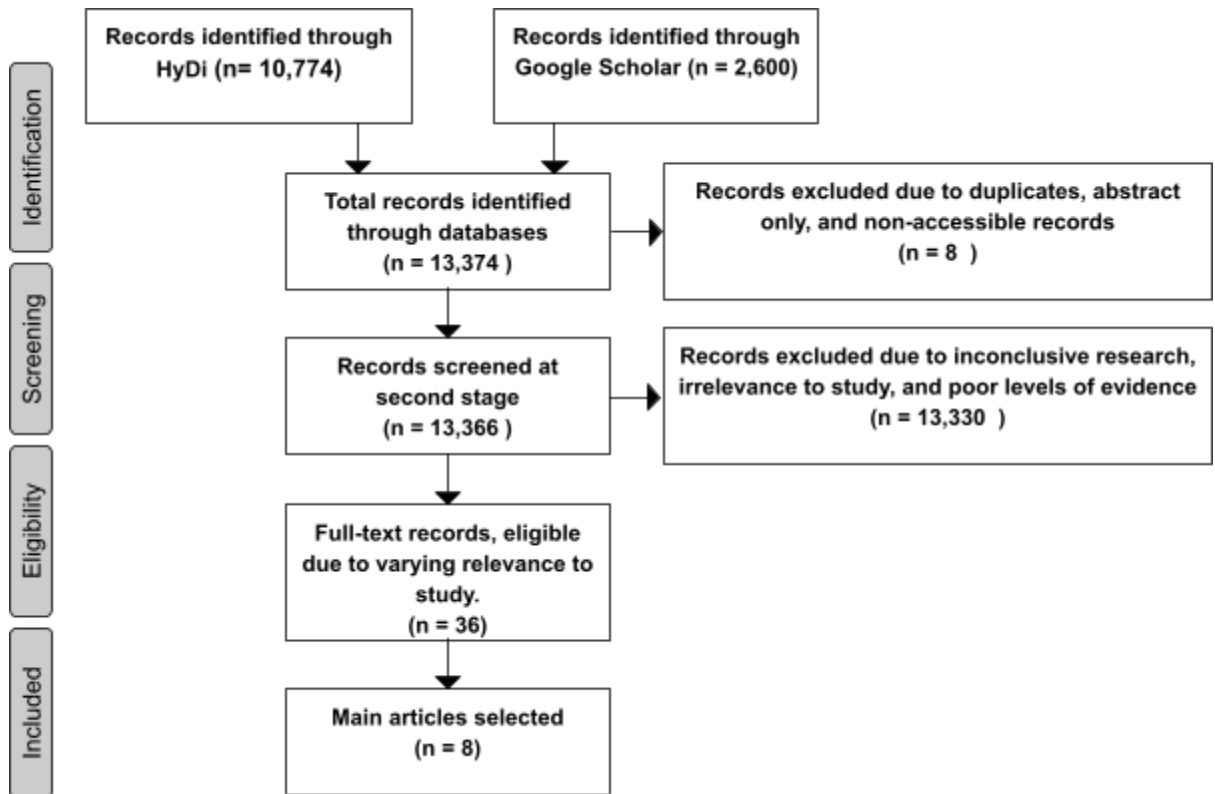 Records identified through
HyDi (n= 10,774)
Records identified through
Google Scholar (n = 2,600)
Identification
Total records identified
through databases
(n = 13,374 )
Records excluded due to duplicates, abstract
only, and non-accessible records
(n = 8 )
Screening
Records screened at
second stage
(n = 13,366 )
Records excluded due to inconclusive research,
irrelevance to study, and poor levels of evidence
(n = 13,330 )
Eligibility
Full-text records, eligible
due to varying relevance to
study.
(n = 36)
Included
Main articles selected
(n = 8)